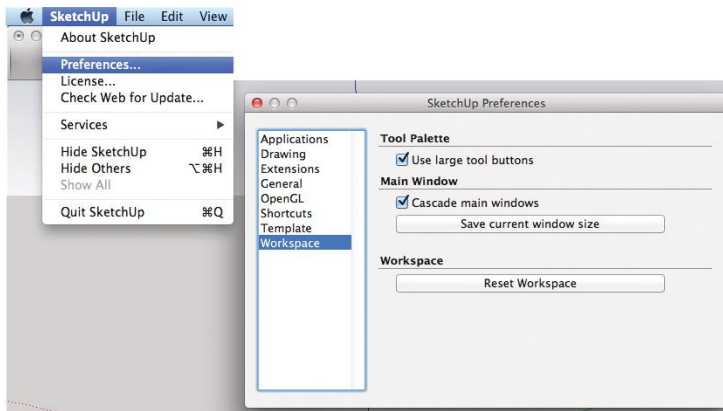 SketchUp File Edit View
About SketchUp
Preferences...
License...
Check Web for Update...
Services ▶
Hide SketchUp ⌘H
Hide Others ⌥⌘H
Show All
Quit SketchUp ⌘Q
SketchUp Preferences
Applications
Drawing
Extensions
General
OpenGL
Shortcuts
Template
Workspace
Tool Palette
Use large tool buttons
Main Window
Cascade main windows
Save current window size
Workspace
Reset Workspace